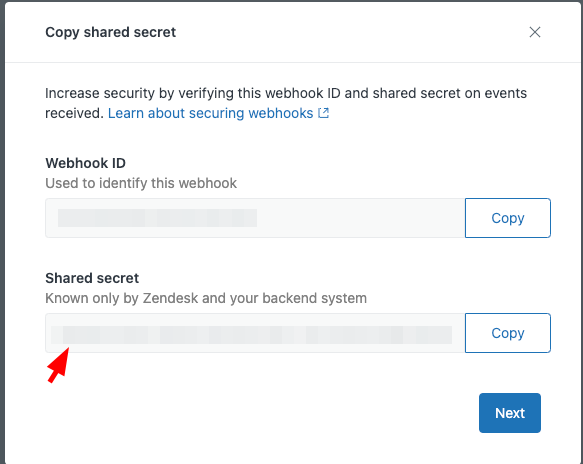 Copy shared secret
Increase security by verifying this webhook ID and shared secret on events
received. Learn about securing webhooks
Webhook ID
Used to identify this webhook
Copy
Shared secret
Known only by Zendesk and your backend system
Copy
Next